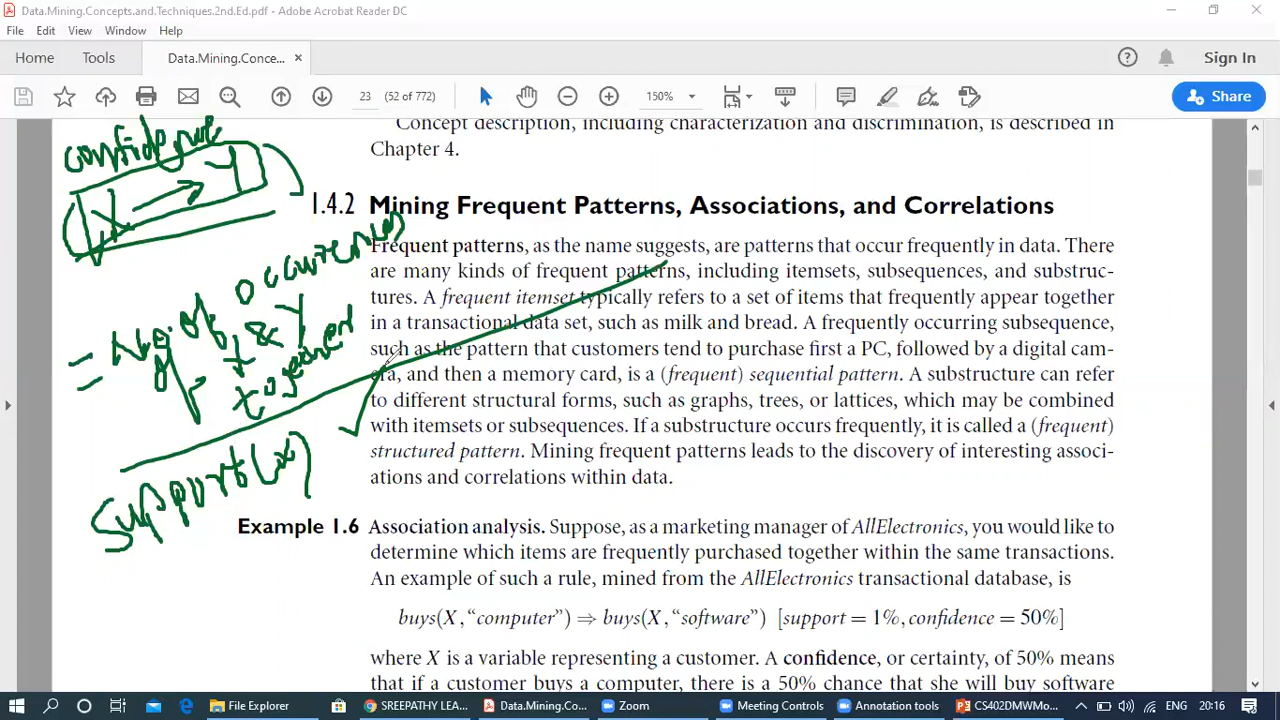 Data.Mining.Concepts.and.Techniques.2nd.Ed.pdf - Adobe Acrobat Reader DC
File Edit View Window Help
Home Tools Data.Mining.Conce... × Sign In
23 (52 of 772) 150% Share
Concept description, including characterization and discrimination, is described in
Chapter 4.
confidence
(X → Y)
= No. of occurrences
of X & Y
together
Support(x)
1.4.2 Mining Frequent Patterns, Associations, and Correlations
Frequent patterns, as the name suggests, are patterns that occur frequently in data. There
are many kinds of frequent patterns, including itemsets, subsequences, and substruc-
tures. A frequent itemset typically refers to a set of items that frequently appear together
in a transactional data set, such as milk and bread. A frequently occurring subsequence,
such as the pattern that customers tend to purchase first a PC, followed by a digital cam-
era, and then a memory card, is a (frequent) sequential pattern. A substructure can refer
to different structural forms, such as graphs, trees, or lattices, which may be combined
with itemsets or subsequences. If a substructure occurs frequently, it is called a (frequent)
structured pattern. Mining frequent patterns leads to the discovery of interesting associ-
ations and correlations within data.
Example 1.6 Association analysis. Suppose, as a marketing manager of AllElectronics, you would like to
determine which items are frequently purchased together within the same transactions.
An example of such a rule, mined from the AllElectronics transactional database, is
buys(X, “computer”) ⇒ buys(X, “software”) [support = 1%, confidence = 50%]
where X is a variable representing a customer. A confidence, or certainty, of 50% means
that if a customer buys a computer, there is a 50% chance that she will buy software
File Explorer SREEPATHY LEA... Data.Mining.Co... Zoom Meeting Controls Annotation tools CS402DMWMo... ENG 20:16